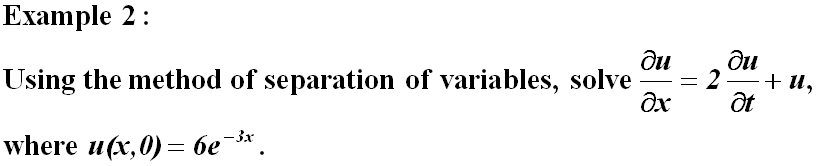 Example 2 :
Using the method of separation of variables, solve ∂u/∂x = 2 ∂u/∂t + u,
where u(x,0) = 6e^{-3x}.